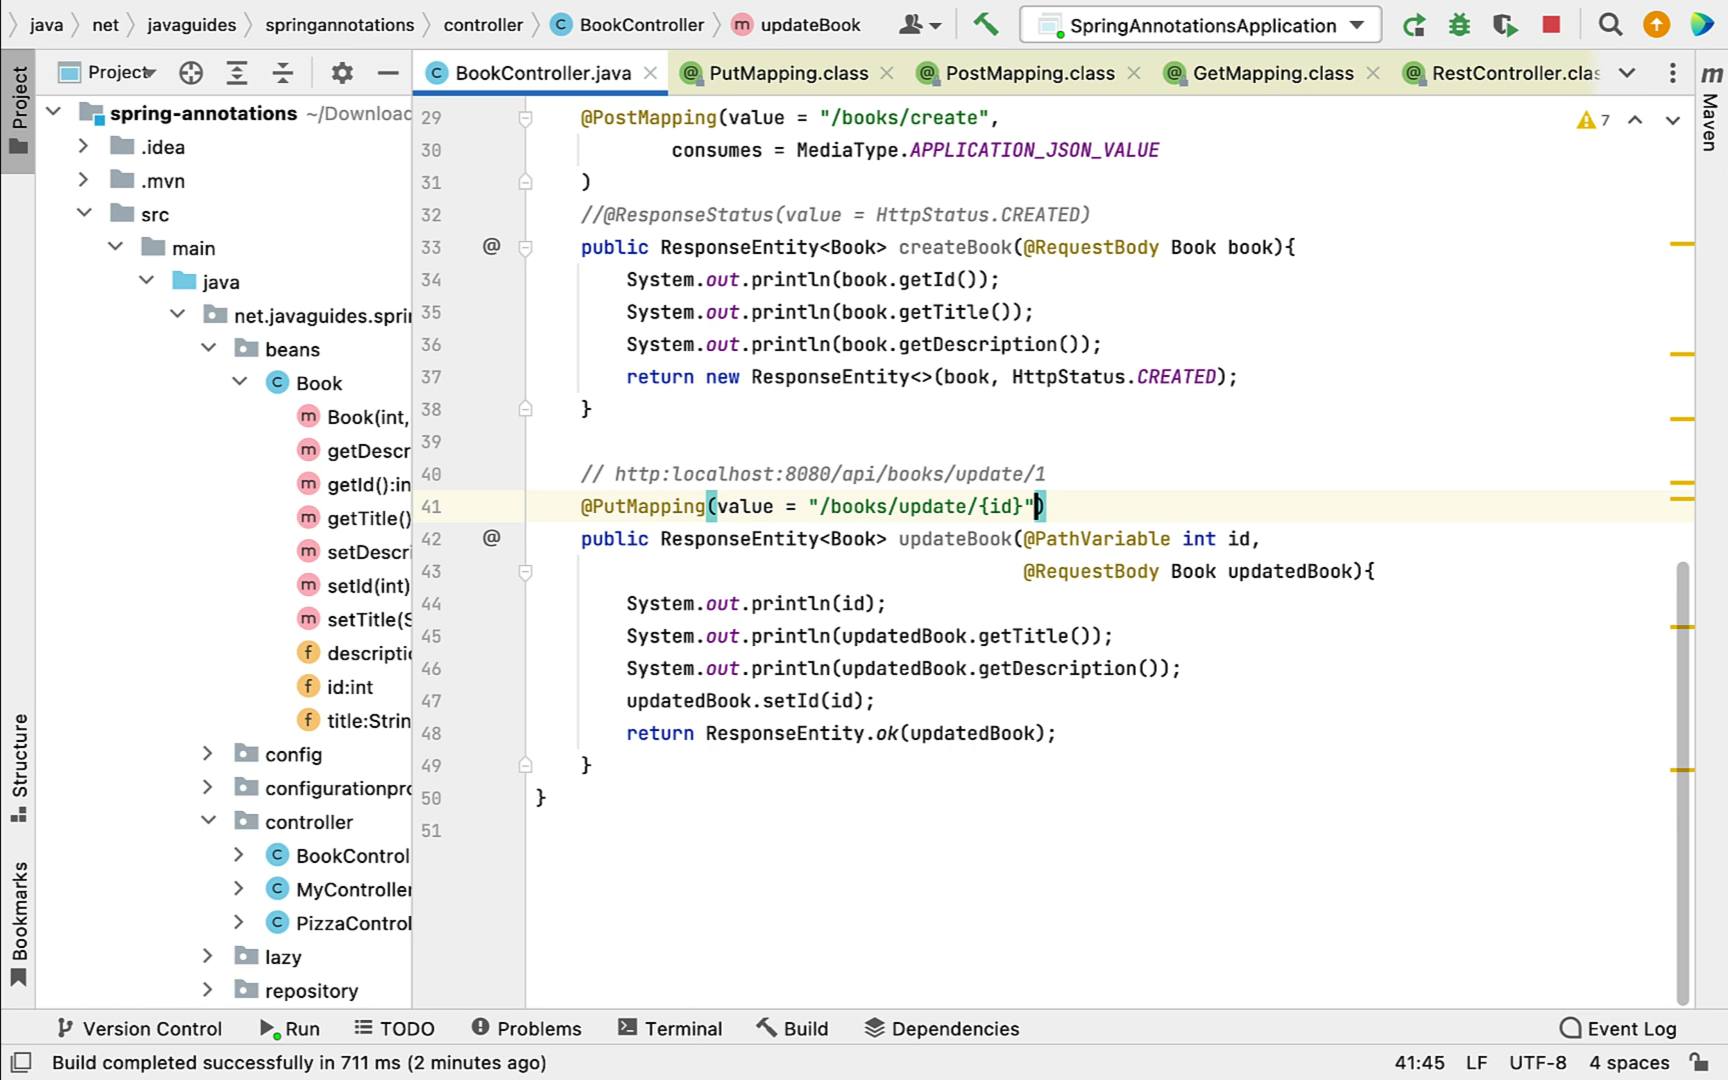 java net javaguides springannotations controller BookController updateBook SpringAnnotationsApplication
Project BookController.java PutMapping.class PostMapping.class GetMapping.class RestController.clas
Project
Maven
Structure
Bookmarks
spring-annotations ~/Download
.idea
.mvn
src
main
java
net.javaguides.sprin
beans
Book
Book(int,
getDescr
getId():in
getTitle()
setDescri
setId(int)
setTitle(S
descriptio
id:int
title:Strin
config
configurationpro
controller
BookControl
MyController
PizzaControl
lazy
repository
7
29 @PostMapping(value = "/books/create",
30 consumes = MediaType.APPLICATION_JSON_VALUE
31 )
32 //@ResponseStatus(value = HttpStatus.CREATED)
33 @ public ResponseEntity<Book> createBook(@RequestBody Book book){
34 System.out.println(book.getId());
35 System.out.println(book.getTitle());
36 System.out.println(book.getDescription());
37 return new ResponseEntity<>(book, HttpStatus.CREATED);
38 }
39
40 // http:localhost:8080/api/books/update/1
41 @PutMapping(value = "/books/update/{id}")
42 @ public ResponseEntity<Book> updateBook(@PathVariable int id,
43 @RequestBody Book updatedBook){
44 System.out.println(id);
45 System.out.println(updatedBook.getTitle());
46 System.out.println(updatedBook.getDescription());
47 updatedBook.setId(id);
48 return ResponseEntity.ok(updatedBook);
49 }
50 }
51
Version Control Run TODO Problems Terminal Build Dependencies Event Log
Build completed successfully in 711 ms (2 minutes ago) 41:45 LF UTF-8 4 spaces